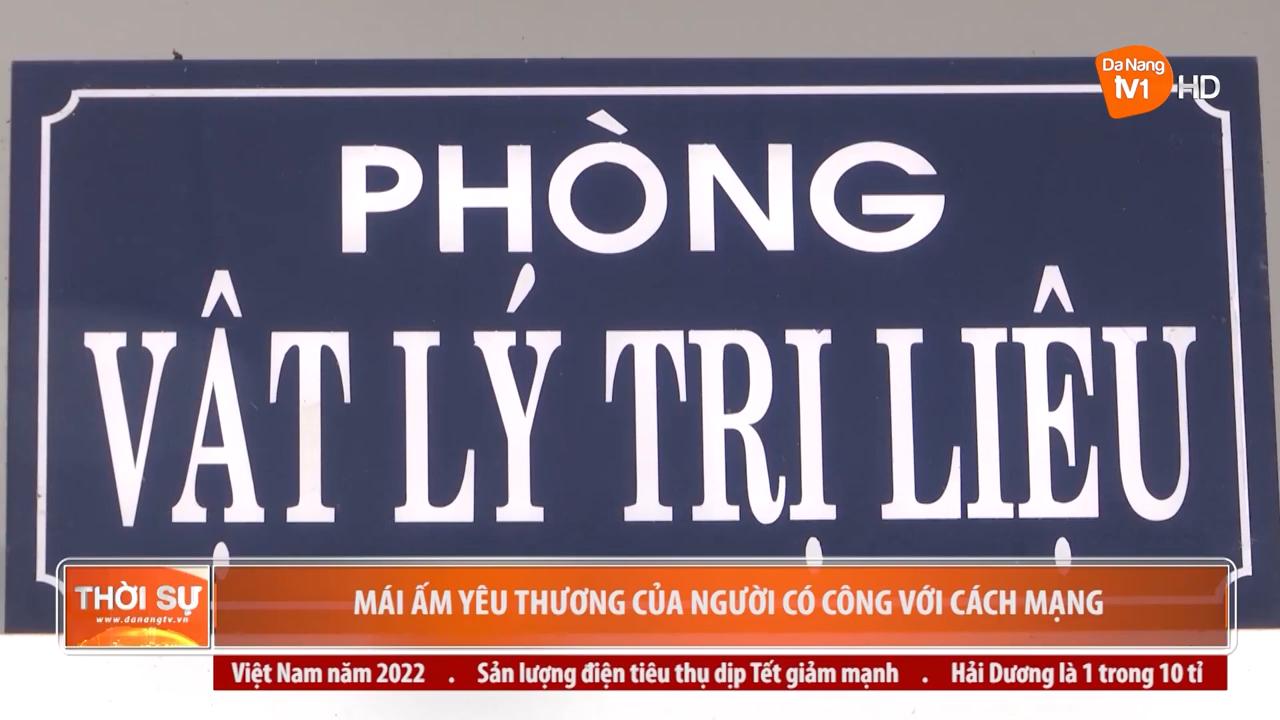 Da Nang
TV1 HD
PHÒNG
VẬT LÝ TRỊ LIỆU
THỜI SỰ
www.danangtv.vn
MÁI ẤM YÊU THƯƠNG CỦA NGƯỜI CÓ CÔNG VỚI CÁCH MẠNG
Việt Nam năm 2022 . Sản lượng điện tiêu thụ dịp Tết giảm mạnh . Hải Dương là 1 trong 10 tỉ